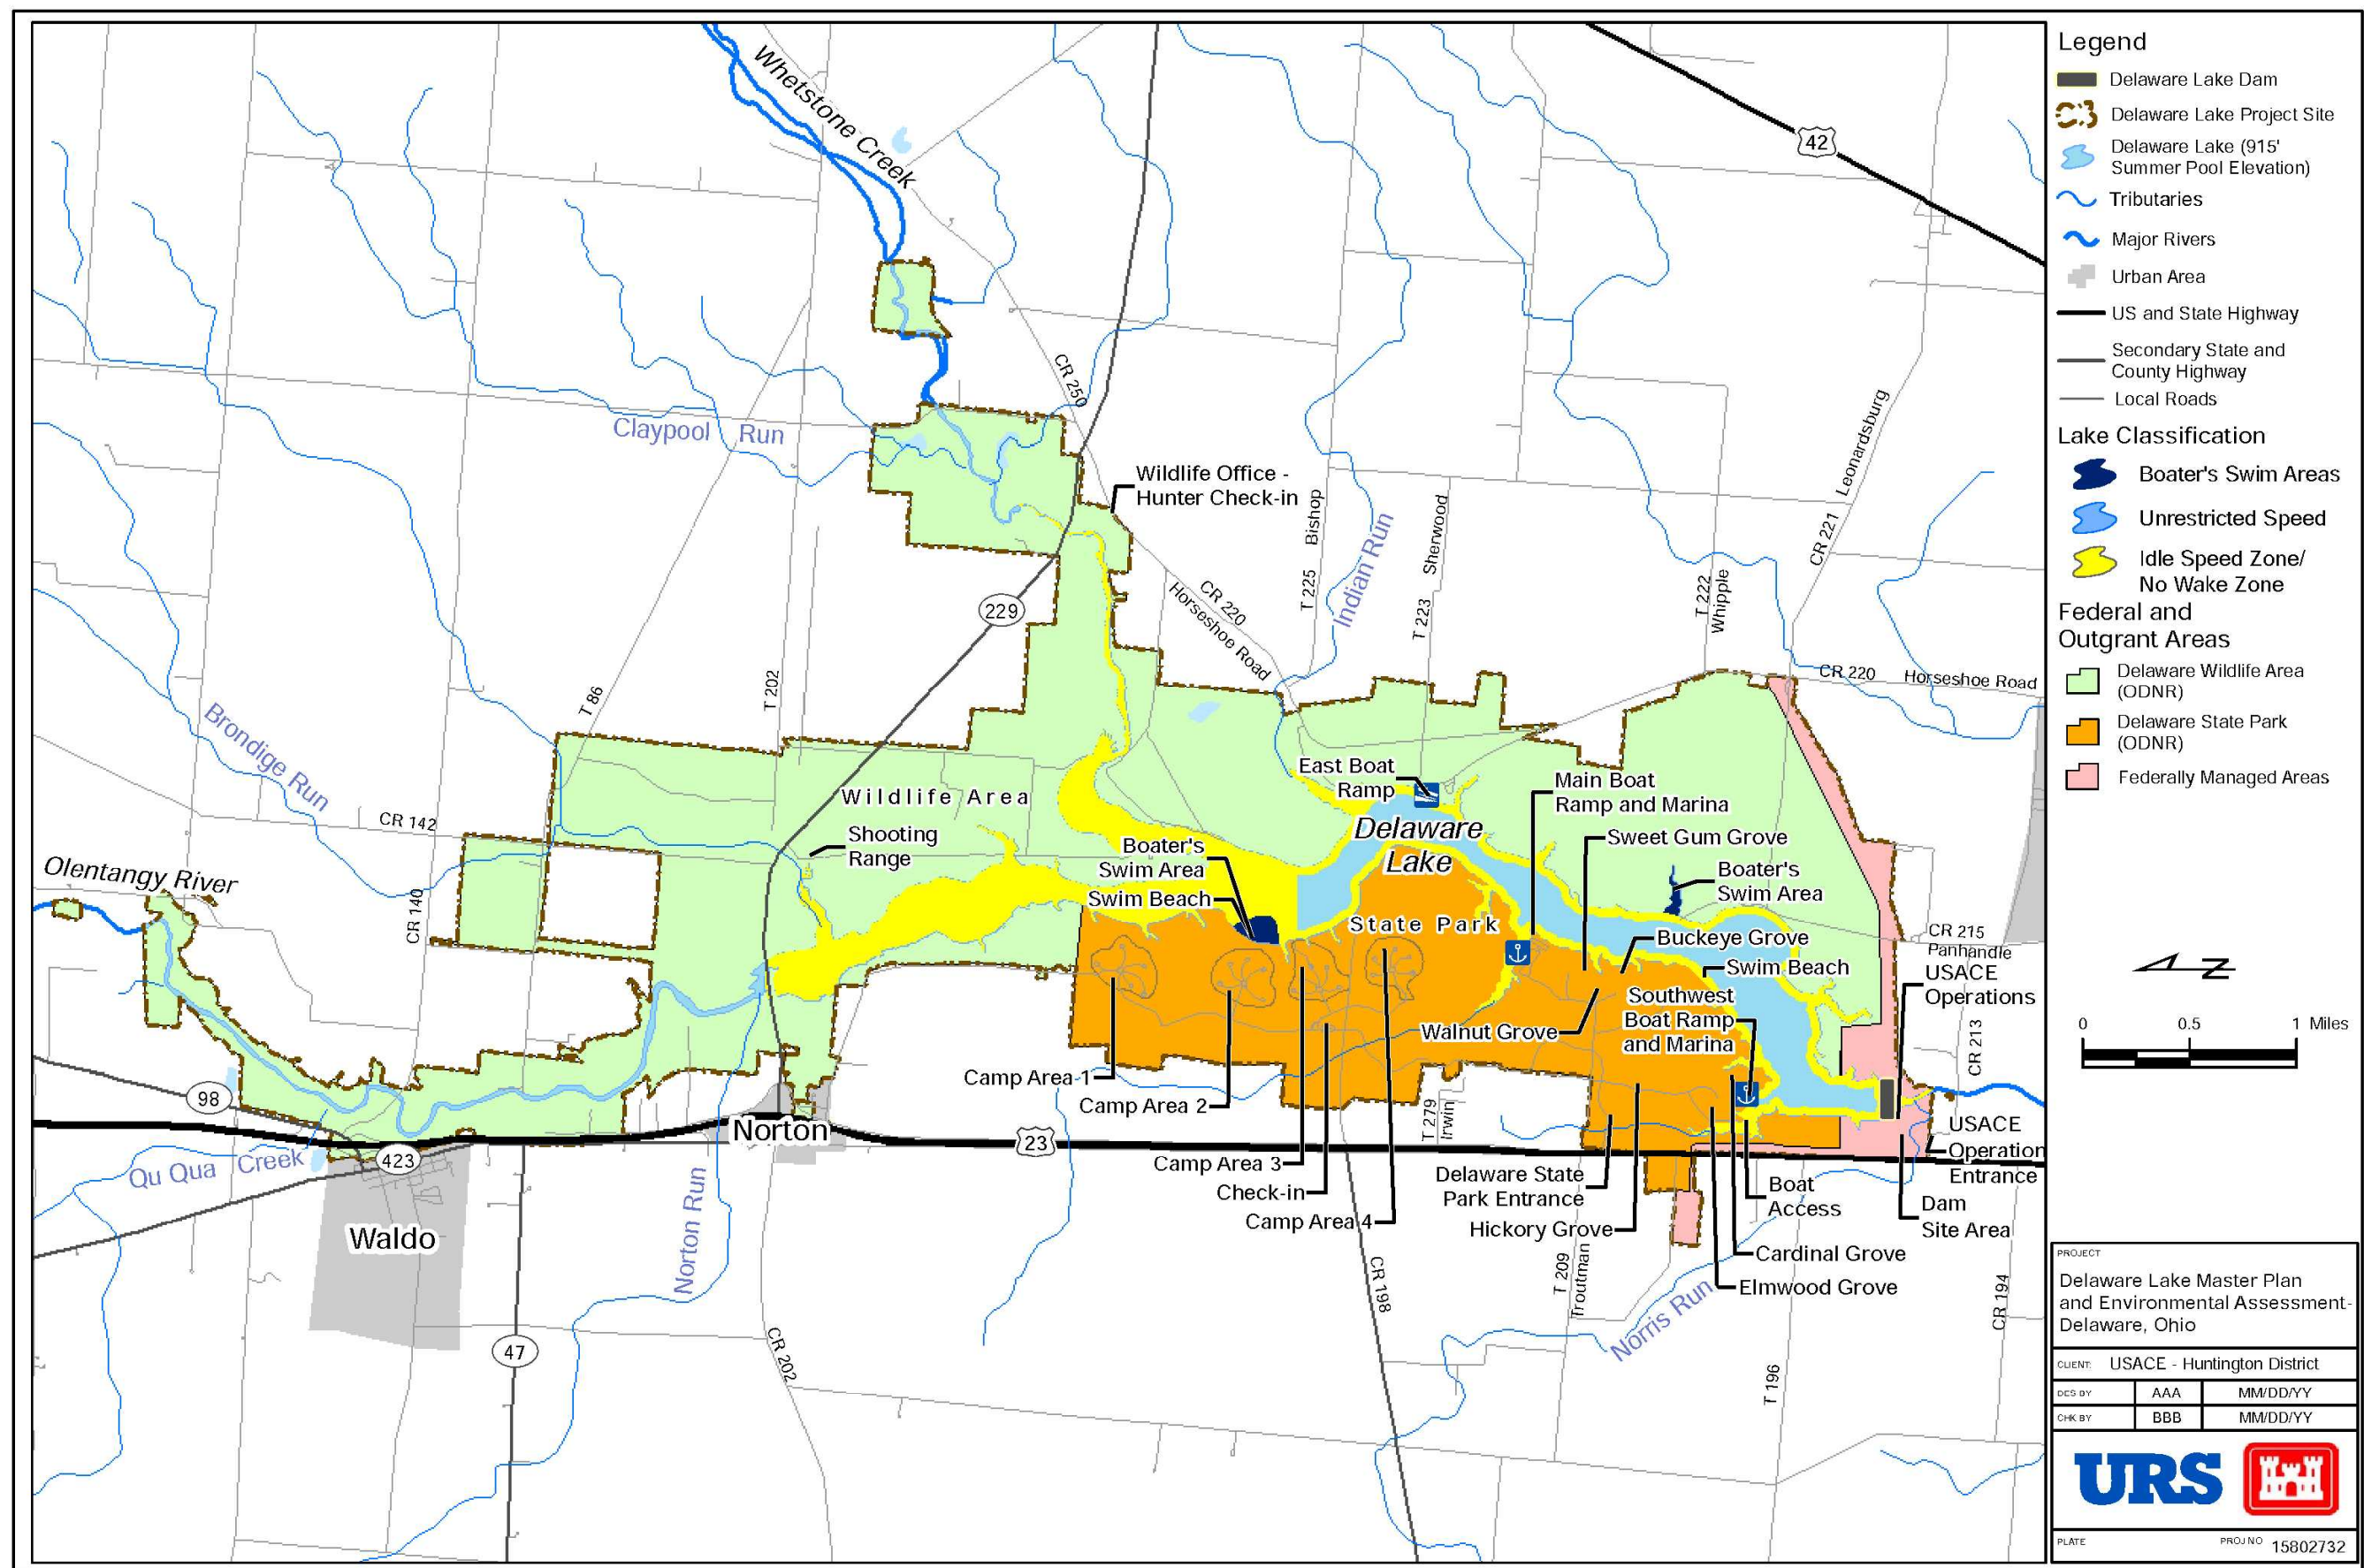 Whetstone Creek
42
Claypool Run
CR 250
Wildlife Office -
Hunter Check-in
T 225 Bishop
Indian Run
T 223 Sherwood
T 222
Whipple
CR 221 Leonardsburg
CR 220
Horseshoe Road
229
CR 220 Horseshoe Road
T 86
T 202
Brondige Run
CR 142
Olentangy River
CR 140
Wildlife Area
Shooting
Range
Boater's
Swim Area
Swim Beach
East Boat
Ramp
Delaware
Lake
Main Boat
Ramp and Marina
Sweet Gum Grove
Boater's
Swim Area
State Park
Buckeye Grove
Swim Beach
CR 215
Panhandle
USACE
Operations
Southwest
Boat Ramp
and Marina
Walnut Grove
CR 213
Camp Area 1
Camp Area 2
98
Norton
23
T 279
Irwin
USACE
Operation
Entrance
423
Qu Qua Creek
Camp Area 3
Check-in
Camp Area 4
Delaware State
Park Entrance
Hickory Grove
Boat
Access
Dam
Site Area
Cardinal Grove
Elmwood Grove
Waldo
Norton Run
47
CR 202
CR 198
T 209
Troutman
Norris Run
T 196
CR 194
Legend
Delaware Lake Dam
Delaware Lake Project Site
Delaware Lake (915'
Summer Pool Elevation)
Tributaries
Major Rivers
Urban Area
US and State Highway
Secondary State and
County Highway
Local Roads
Lake Classification
Boater's Swim Areas
Unrestricted Speed
Idle Speed Zone/
No Wake Zone
Federal and
Outgrant Areas
Delaware Wildlife Area
(ODNR)
Delaware State Park
(ODNR)
Federally Managed Areas
N
0 0.5 1 Miles
PROJECT
Delaware Lake Master Plan
and Environmental Assessment-
Delaware, Ohio
CLIENT: USACE - Huntington District
DES BY AAA MM/DD/YY
CHK BY BBB MM/DD/YY
URS
PLATE PROJ NO 15802732